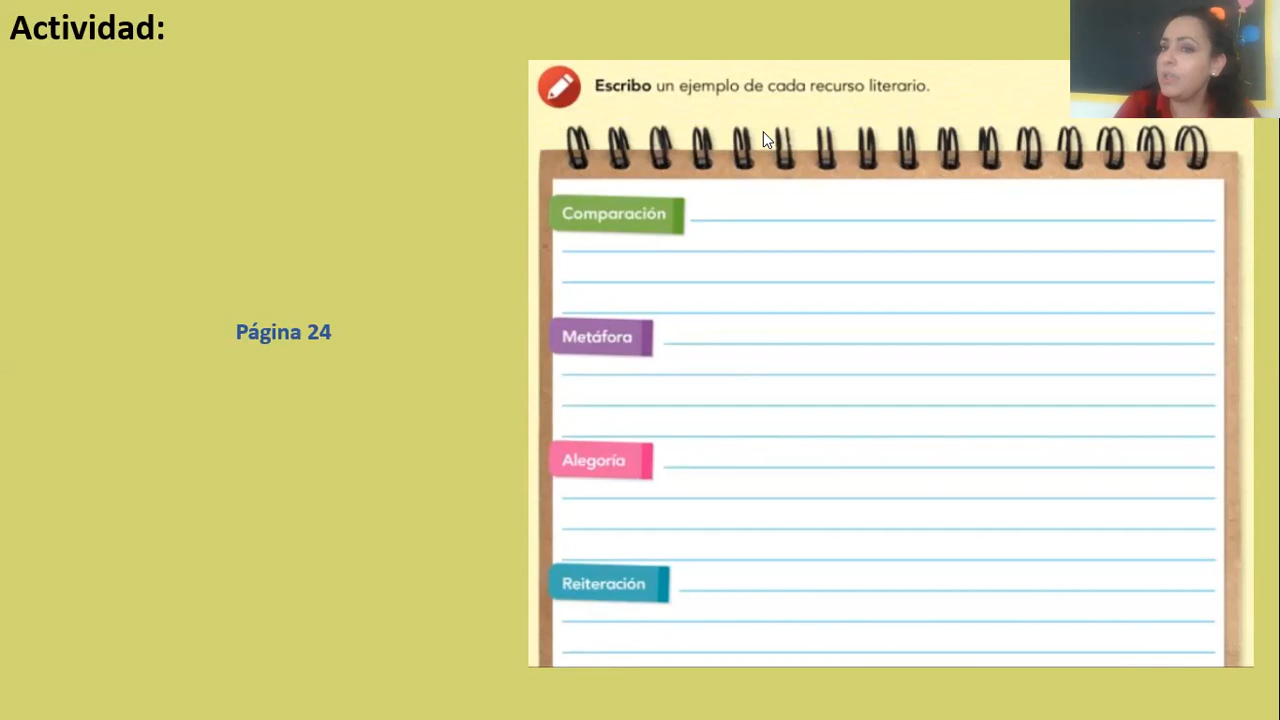 Actividad:
Escribo un ejemplo de cada recurso literario.
Comparación
Página 24
Metáfora
Alegoría
Reiteración